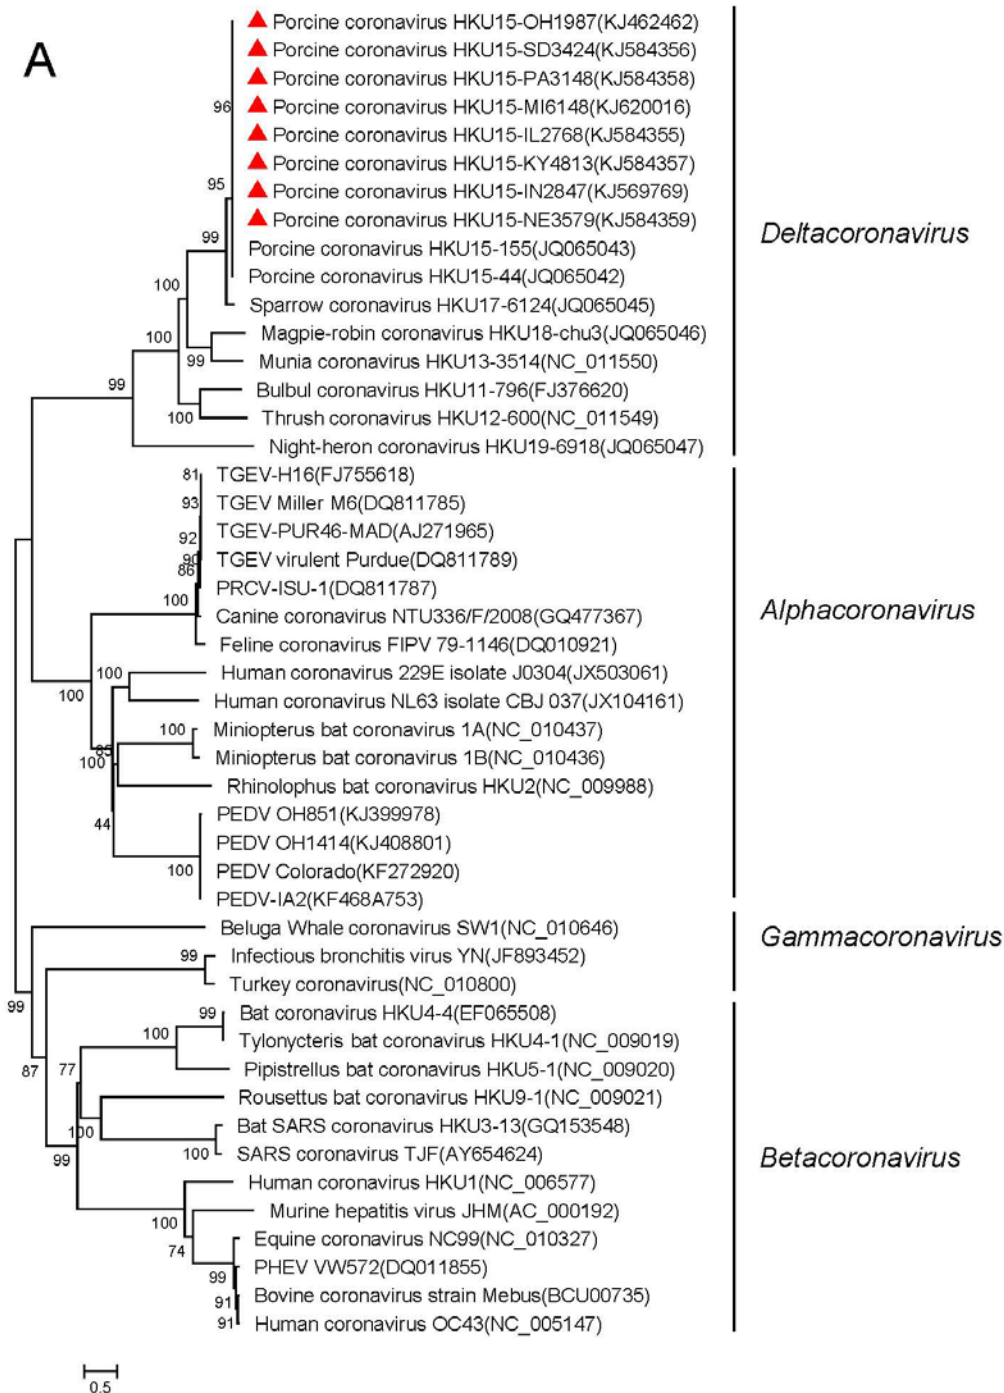 A
Porcine coronavirus HKU15-OH1987(KJ462462)
Porcine coronavirus HKU15-SD3424(KJ584356)
Porcine coronavirus HKU15-PA3148(KJ584358)
96
Porcine coronavirus HKU15-MI6148(KJ620016)
Porcine coronavirus HKU15-IL2768(KJ584355)
Porcine coronavirus HKU15-KY4813(KJ584357)
95
Porcine coronavirus HKU15-IN2847(KJ569769)
Porcine coronavirus HKU15-NE3579(KJ584359)
Deltacoronavirus
99
Porcine coronavirus HKU15-155(JQ065043)
Porcine coronavirus HKU15-44(JQ065042)
100
Sparrow coronavirus HKU17-6124(JQ065045)
100
Magpie-robin coronavirus HKU18-chu3(JQ065046)
99
Munia coronavirus HKU13-3514(NC_011550)
99
Bulbul coronavirus HKU11-796(FJ376620)
100
Thrush coronavirus HKU12-600(NC_011549)
Night-heron coronavirus HKU19-6918(JQ065047)
81
TGEV-H16(FJ755618)
93
TGEV Miller M6(DQ811785)
92
TGEV-PUR46-MAD(AJ271965)
90
TGEV virulent Purdue(DQ811789)
86
PRCV-ISU-1(DQ811787)
100
Canine coronavirus NTU336/F/2008(GQ477367)
Alphacoronavirus
Feline coronavirus FIPV 79-1146(DQ010921)
100
Human coronavirus 229E isolate J0304(JX503061)
100
Human coronavirus NL63 isolate CBJ 037(JX104161)
100
Miniopterus bat coronavirus 1A(NC_010437)
85
100
Miniopterus bat coronavirus 1B(NC_010436)
Rhinolophus bat coronavirus HKU2(NC_009988)
44
PEDV OH851(KJ399978)
PEDV OH1414(KJ408801)
100
PEDV Colorado(KF272920)
PEDV-IA2(KF468A753)
Beluga Whale coronavirus SW1(NC_010646)
Gammacoronavirus
99
Infectious bronchitis virus YN(JF893452)
Turkey coronavirus(NC_010800)
99
99
Bat coronavirus HKU4-4(EF065508)
100
Tylonycteris bat coronavirus HKU4-1(NC_009019)
87
77
Pipistrellus bat coronavirus HKU5-1(NC_009020)
Rousettus bat coronavirus HKU9-1(NC_009021)
100
Bat SARS coronavirus HKU3-13(GQ153548)
99
100
SARS coronavirus TJF(AY654624)
Betacoronavirus
Human coronavirus HKU1(NC_006577)
100
Murine hepatitis virus JHM(AC_000192)
74
Equine coronavirus NC99(NC_010327)
99
PHEV VW572(DQ011855)
91
Bovine coronavirus strain Mebus(BCU00735)
91
Human coronavirus OC43(NC_005147)
0.5